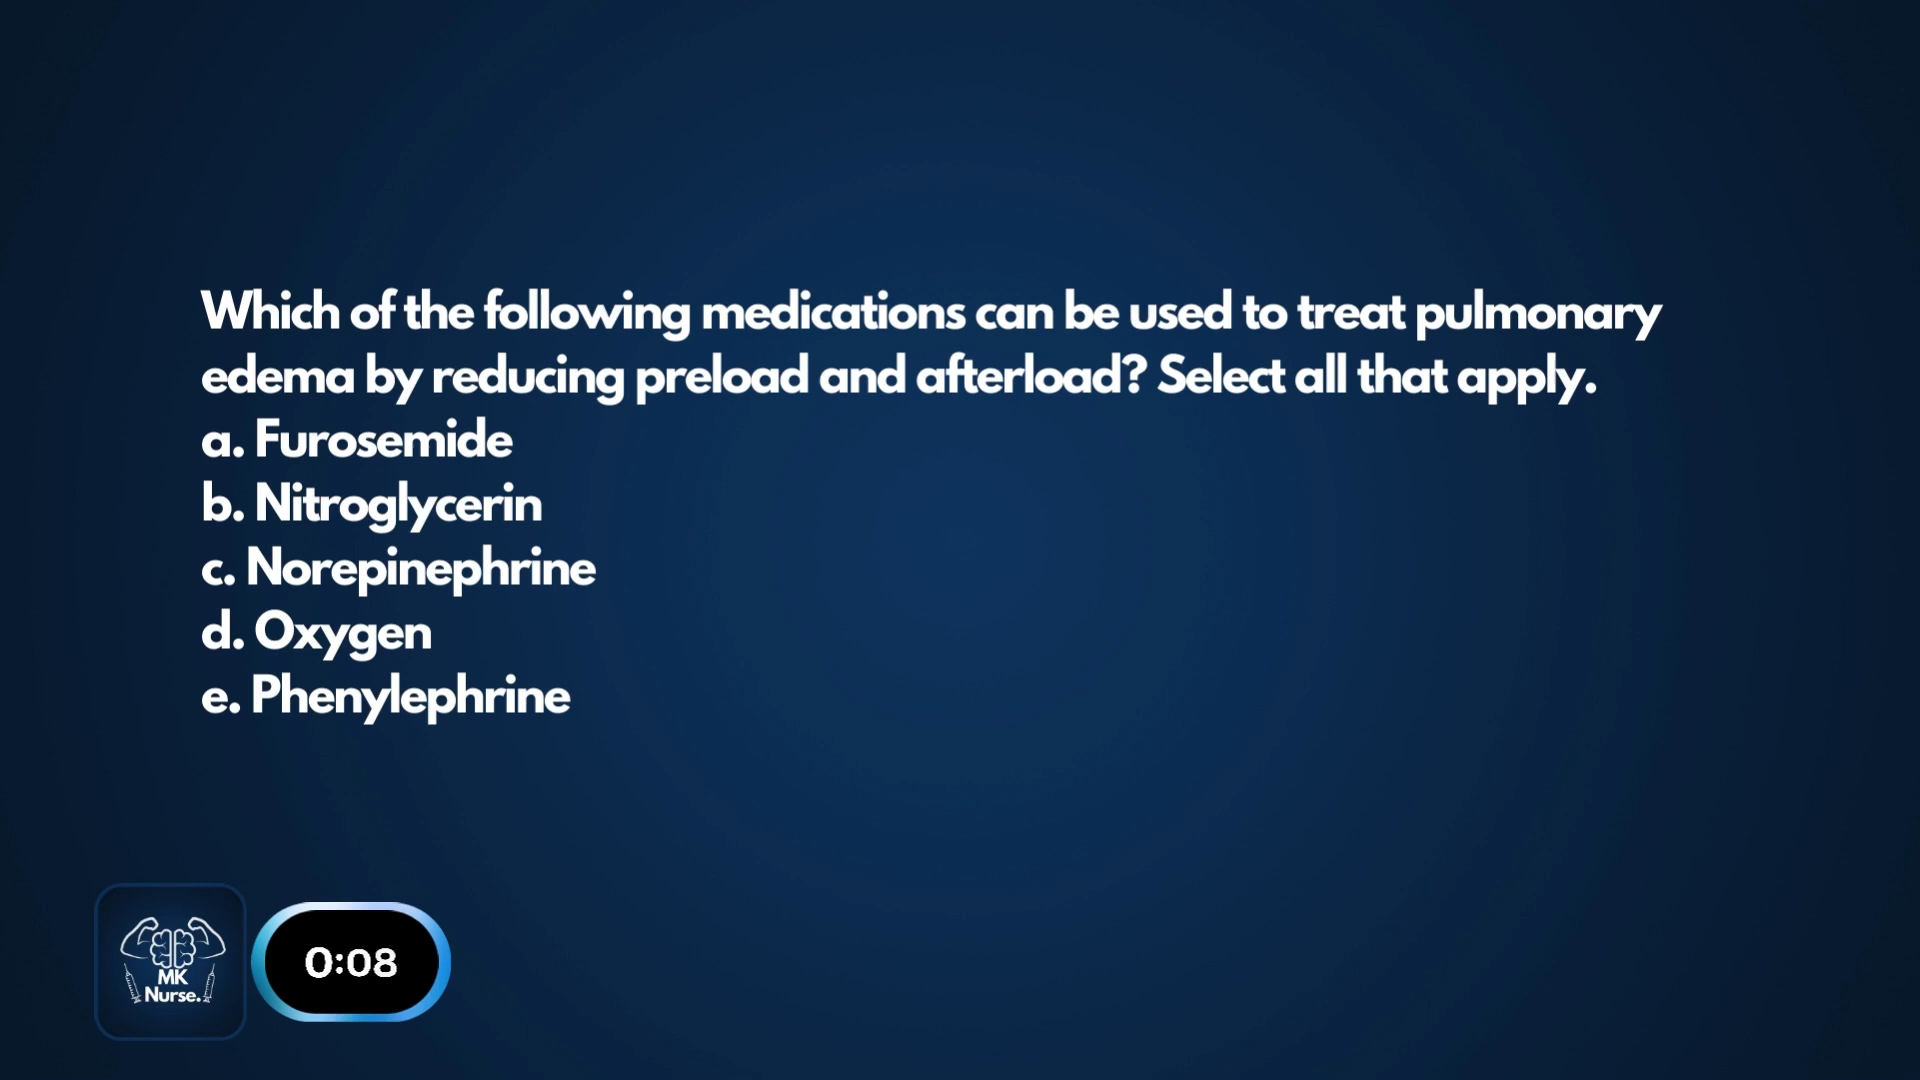 Which of the following medications can be used to treat pulmonary
edema by reducing preload and afterload? Select all that apply.
a. Furosemide
b. Nitroglycerin
c. Norepinephrine
d. Oxygen
e. Phenylephrine
MK
Nurse.
0:08